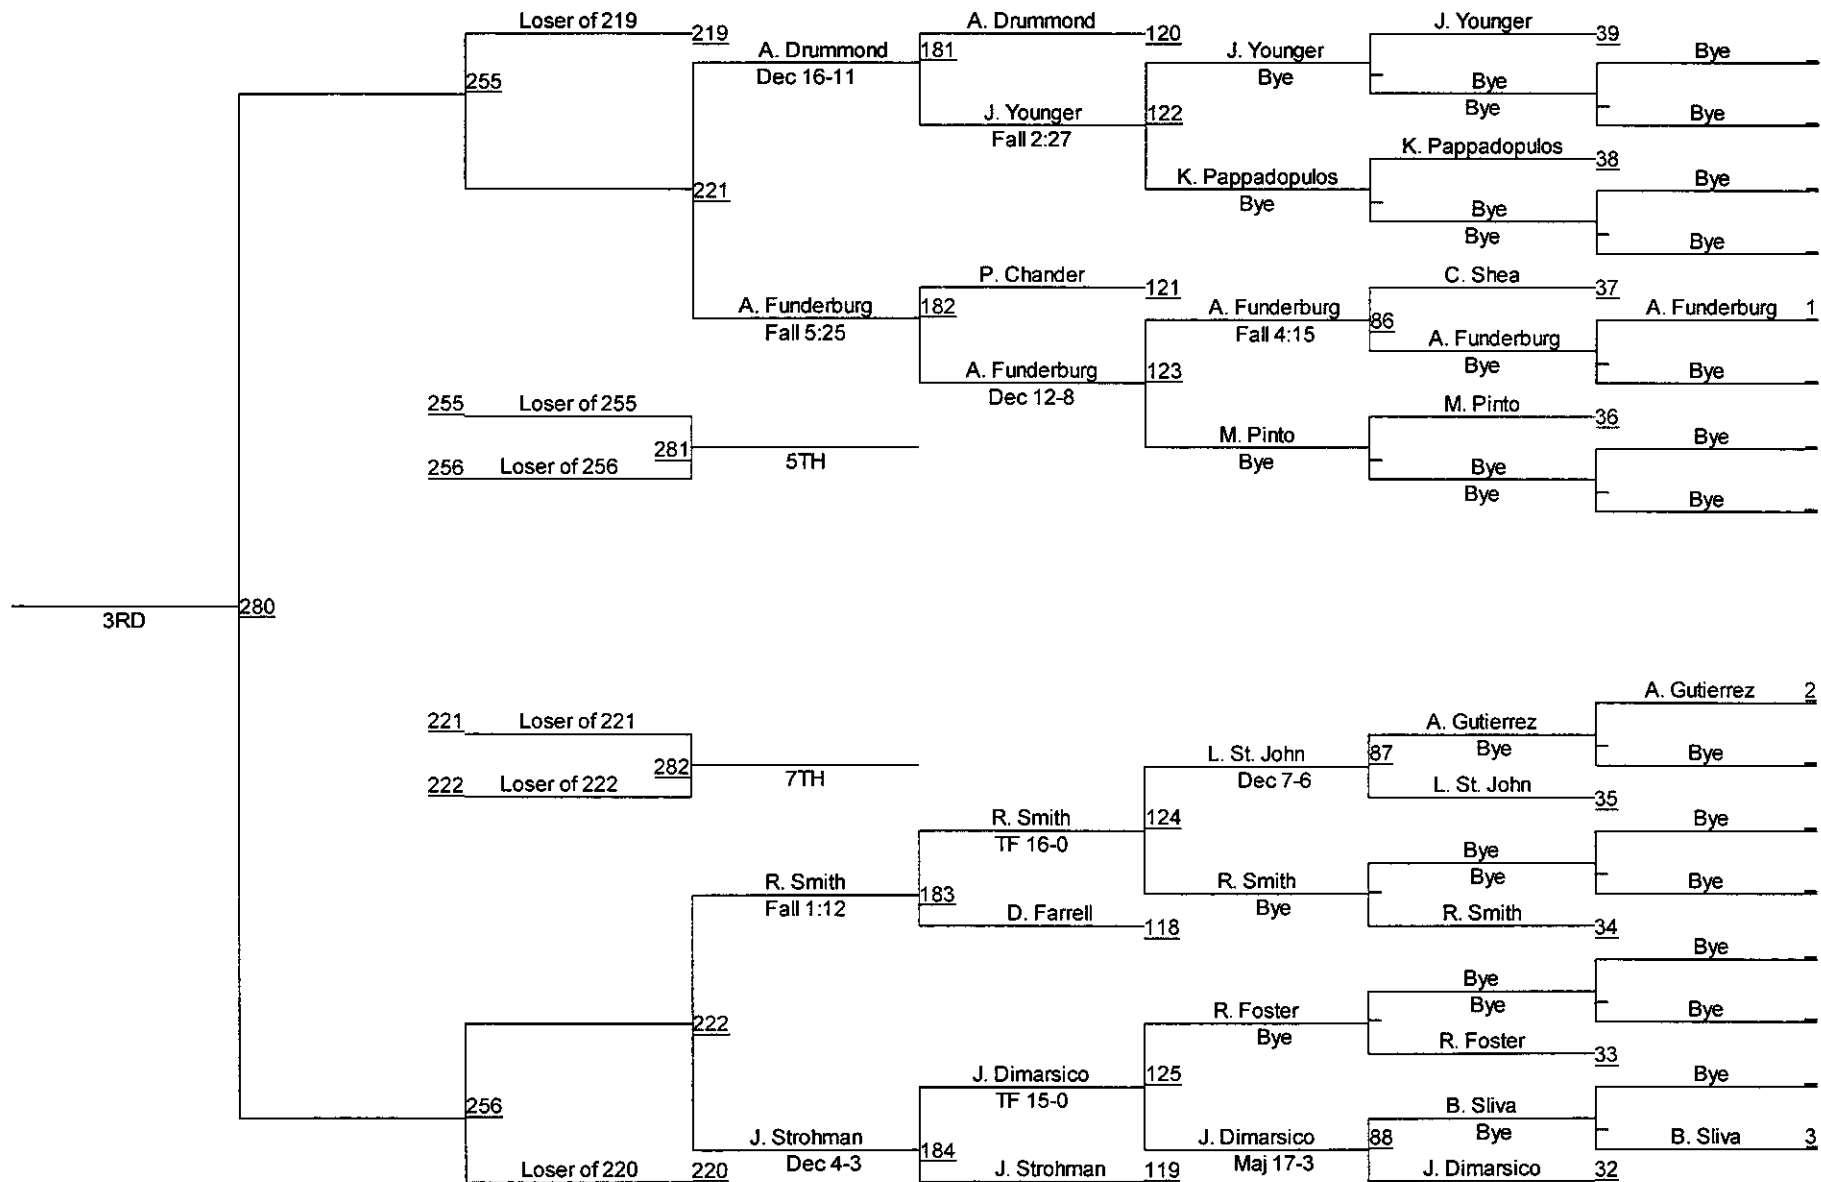 Loser of 219 219
A. Drummond 120
J. Younger 39
A. Drummond 181
J. Younger
Bye
255
Dec 16-11
Bye
Bye
Bye
J. Younger 122
Bye
Fall 2:27
K. Pappadopulos 38
221
K. Pappadopulos
Bye
Bye
Bye
Bye
Bye
P. Chander 121
C. Shea 37
A. Funderburg 182
A. Funderburg 86
A. Funderburg 1
Fall 5:25
Fall 4:15
A. Funderburg
Bye
A. Funderburg 123
Bye
Dec 12-8
255 Loser of 255
M. Pinto 36
281
5TH
M. Pinto
Bye
Bye
256 Loser of 256
Bye
Bye
Bye
280
3RD
A. Gutierrez 2
221 Loser of 221
A. Gutierrez
Bye
282
7TH
L. St. John 87
Dec 7-6
Bye
222 Loser of 222
L. St. John 35
R. Smith 124
TF 16-0
Bye
Bye
Bye
R. Smith 183
Fall 1:12
R. Smith
Bye
Bye
D. Farrell 118
R. Smith 34
Bye
Bye
Bye
222
R. Foster
Bye
Bye
R. Foster 33
J. Dimarsico 125
TF 15-0
Bye
256
B. Sliva
Bye
J. Strohman 184
Dec 4-3
J. Dimarsico 88
Maj 17-3
B. Sliva 3
Loser of 220 220
J. Strohman 119
J. Dimarsico 32